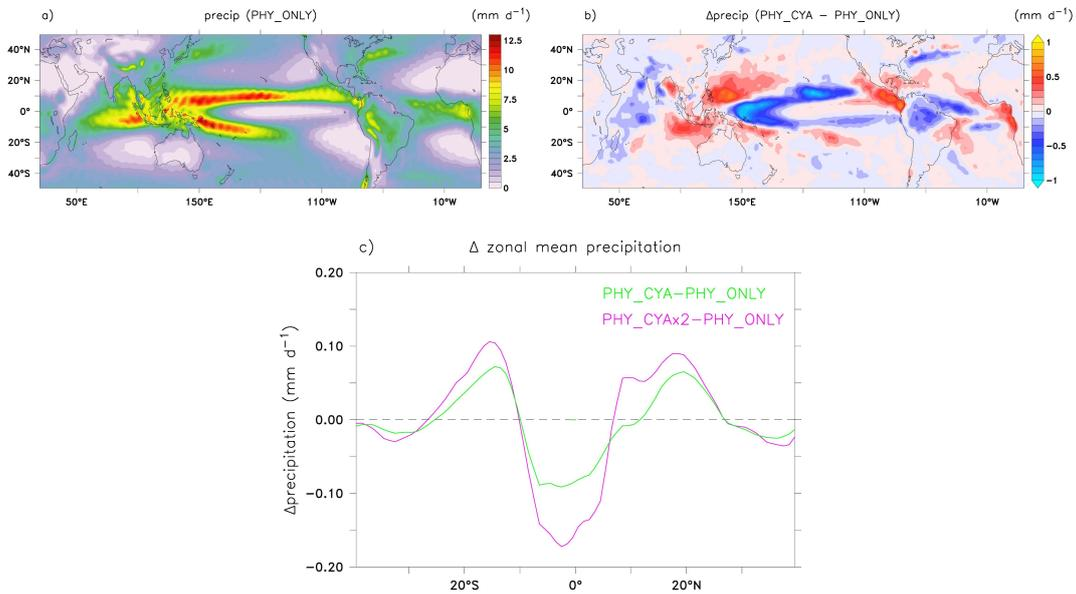 a) precip (PHY_ONLY) (mm d⁻¹)
40°N
20°N
0°
20°S
40°S
50°E 150°E 110°W 10°W
12.5
10
7.5
5
2.5
0
b) Δprecip (PHY_CYA − PHY_ONLY) (mm d⁻¹)
40°N
20°N
0°
20°S
40°S
50°E 150°E 110°W 10°W
1
0.5
0
−0.5
−1
c) Δ zonal mean precipitation
PHY_CYA−PHY_ONLY
PHY_CYAx2−PHY_ONLY
Δprecipitation (mm d⁻¹)
0.20
0.10
0.00
−0.10
−0.20
20°S 0° 20°N